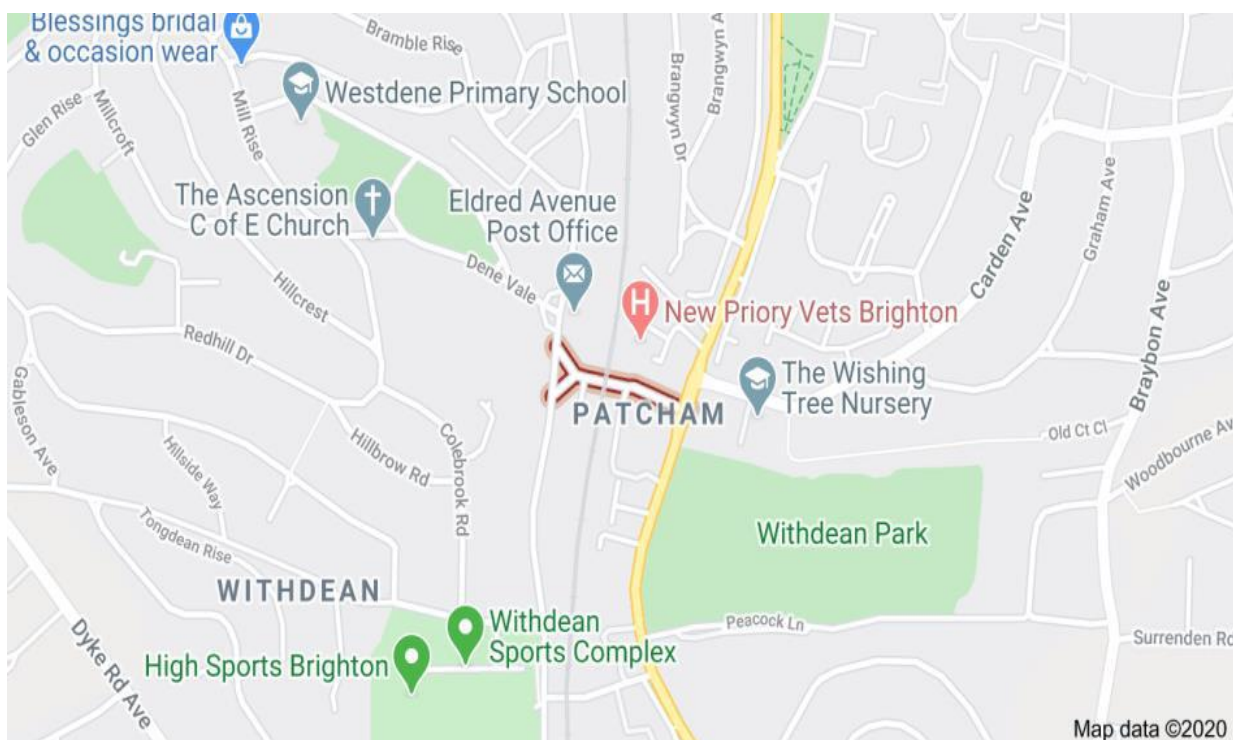 Blessings bridal
& occasion wear
Bramble Rise
Westdene Primary School
Brangwyn Dr
Brangwyn A
Glen Rise
Millcroft
Mill Rise
The Ascension
C of E Church
Eldred Avenue
Post Office
Carden Ave
Graham Ave
Braybon Ave
Dene Vale
Hillcrest
Redhill Dr
New Priory Vets Brighton
Gableson Ave
The Wishing
Tree Nursery
PATCHAM
Hillbrow Rd
Colebrook Rd
Old Ct Cl
Woodbourne Av
Hillside Way
Tongdean Rise
Withdean Park
WITHDEAN
Withdean
Sports Complex
Peacock Ln
Surrenden Rd
Dyke Rd Ave
High Sports Brighton
Map data ©2020